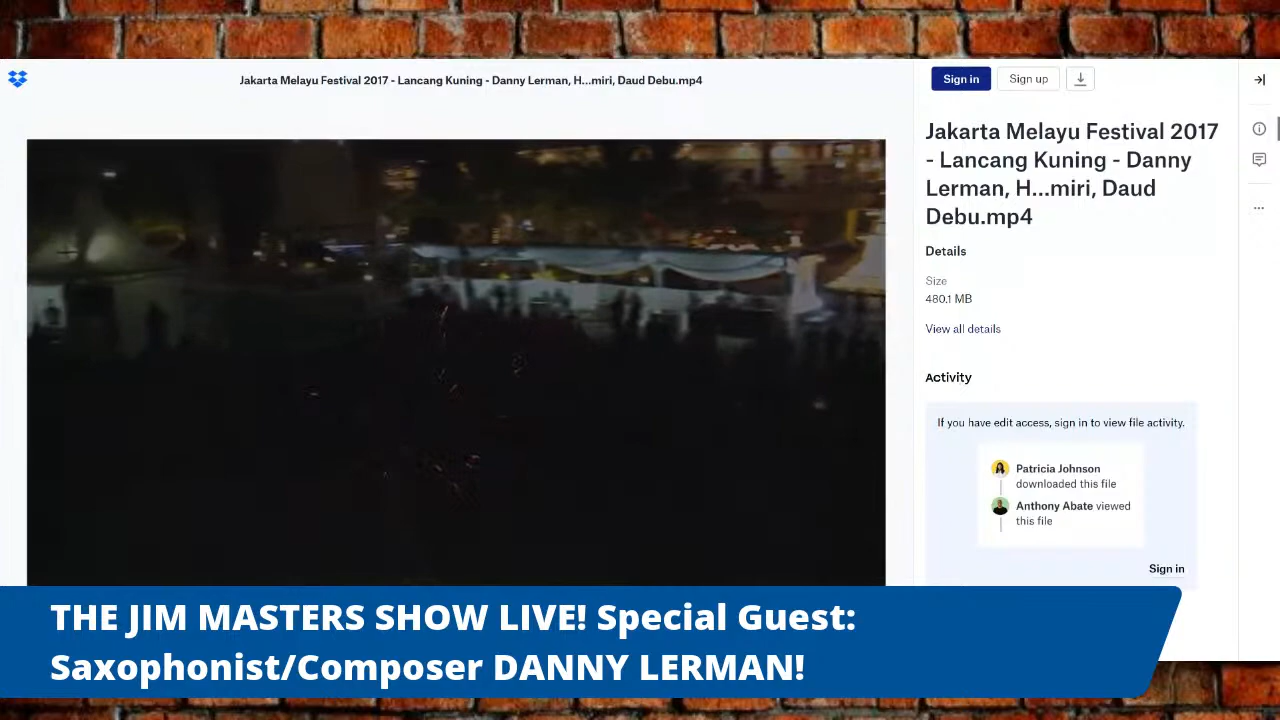 Jakarta Melayu Festival 2017 - Lancang Kuning - Danny Lerman, H...miri, Daud Debu.mp4
Sign in
Sign up
Jakarta Melayu Festival 2017
- Lancang Kuning - Danny
Lerman, H...miri, Daud
Debu.mp4
Details
Size
480.1 MB
View all details
Activity
If you have edit access, sign in to view file activity.
Patricia Johnson
downloaded this file
Anthony Abate viewed
this file
Sign in
THE JIM MASTERS SHOW LIVE! Special Guest:
Saxophonist/Composer DANNY LERMAN!